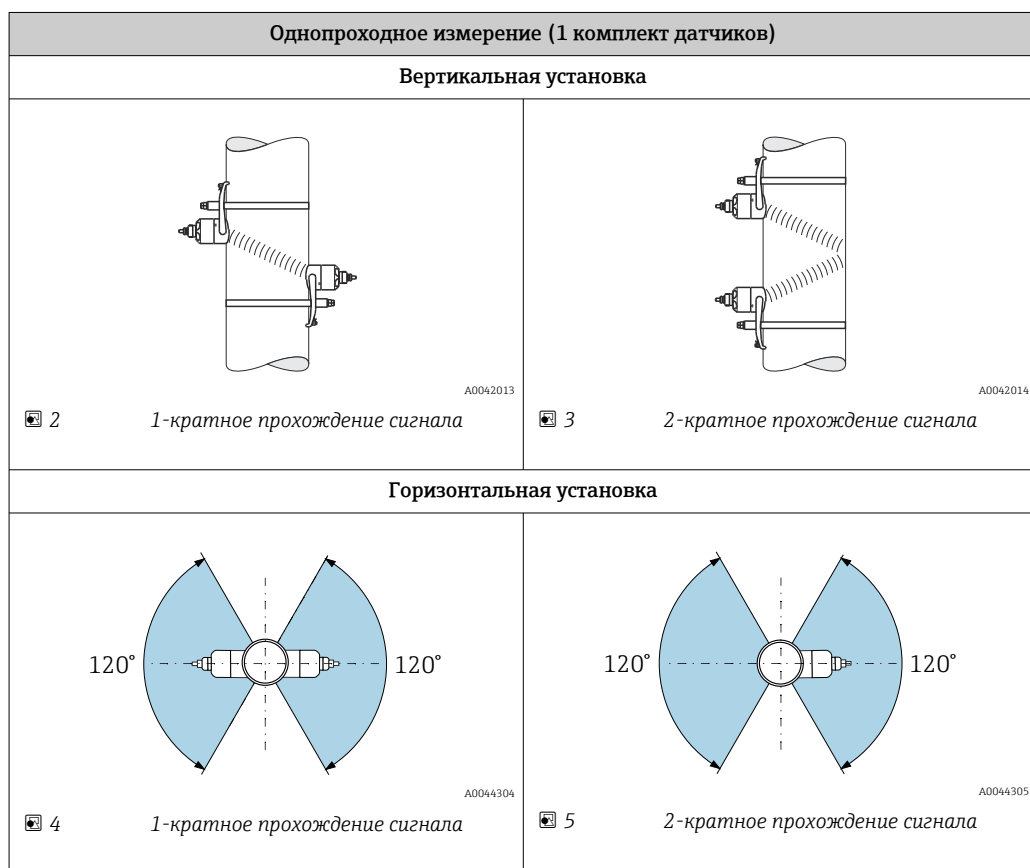 Однопроходное измерение (1 комплект датчиков)
Вертикальная установка
A0042013
2 1-кратное прохождение сигнала
A0042014
3 2-кратное прохождение сигнала
Горизонтальная установка
120° 120°
A0044304
4 1-кратное прохождение сигнала
120° 120°
A0044305
5 2-кратное прохождение сигнала